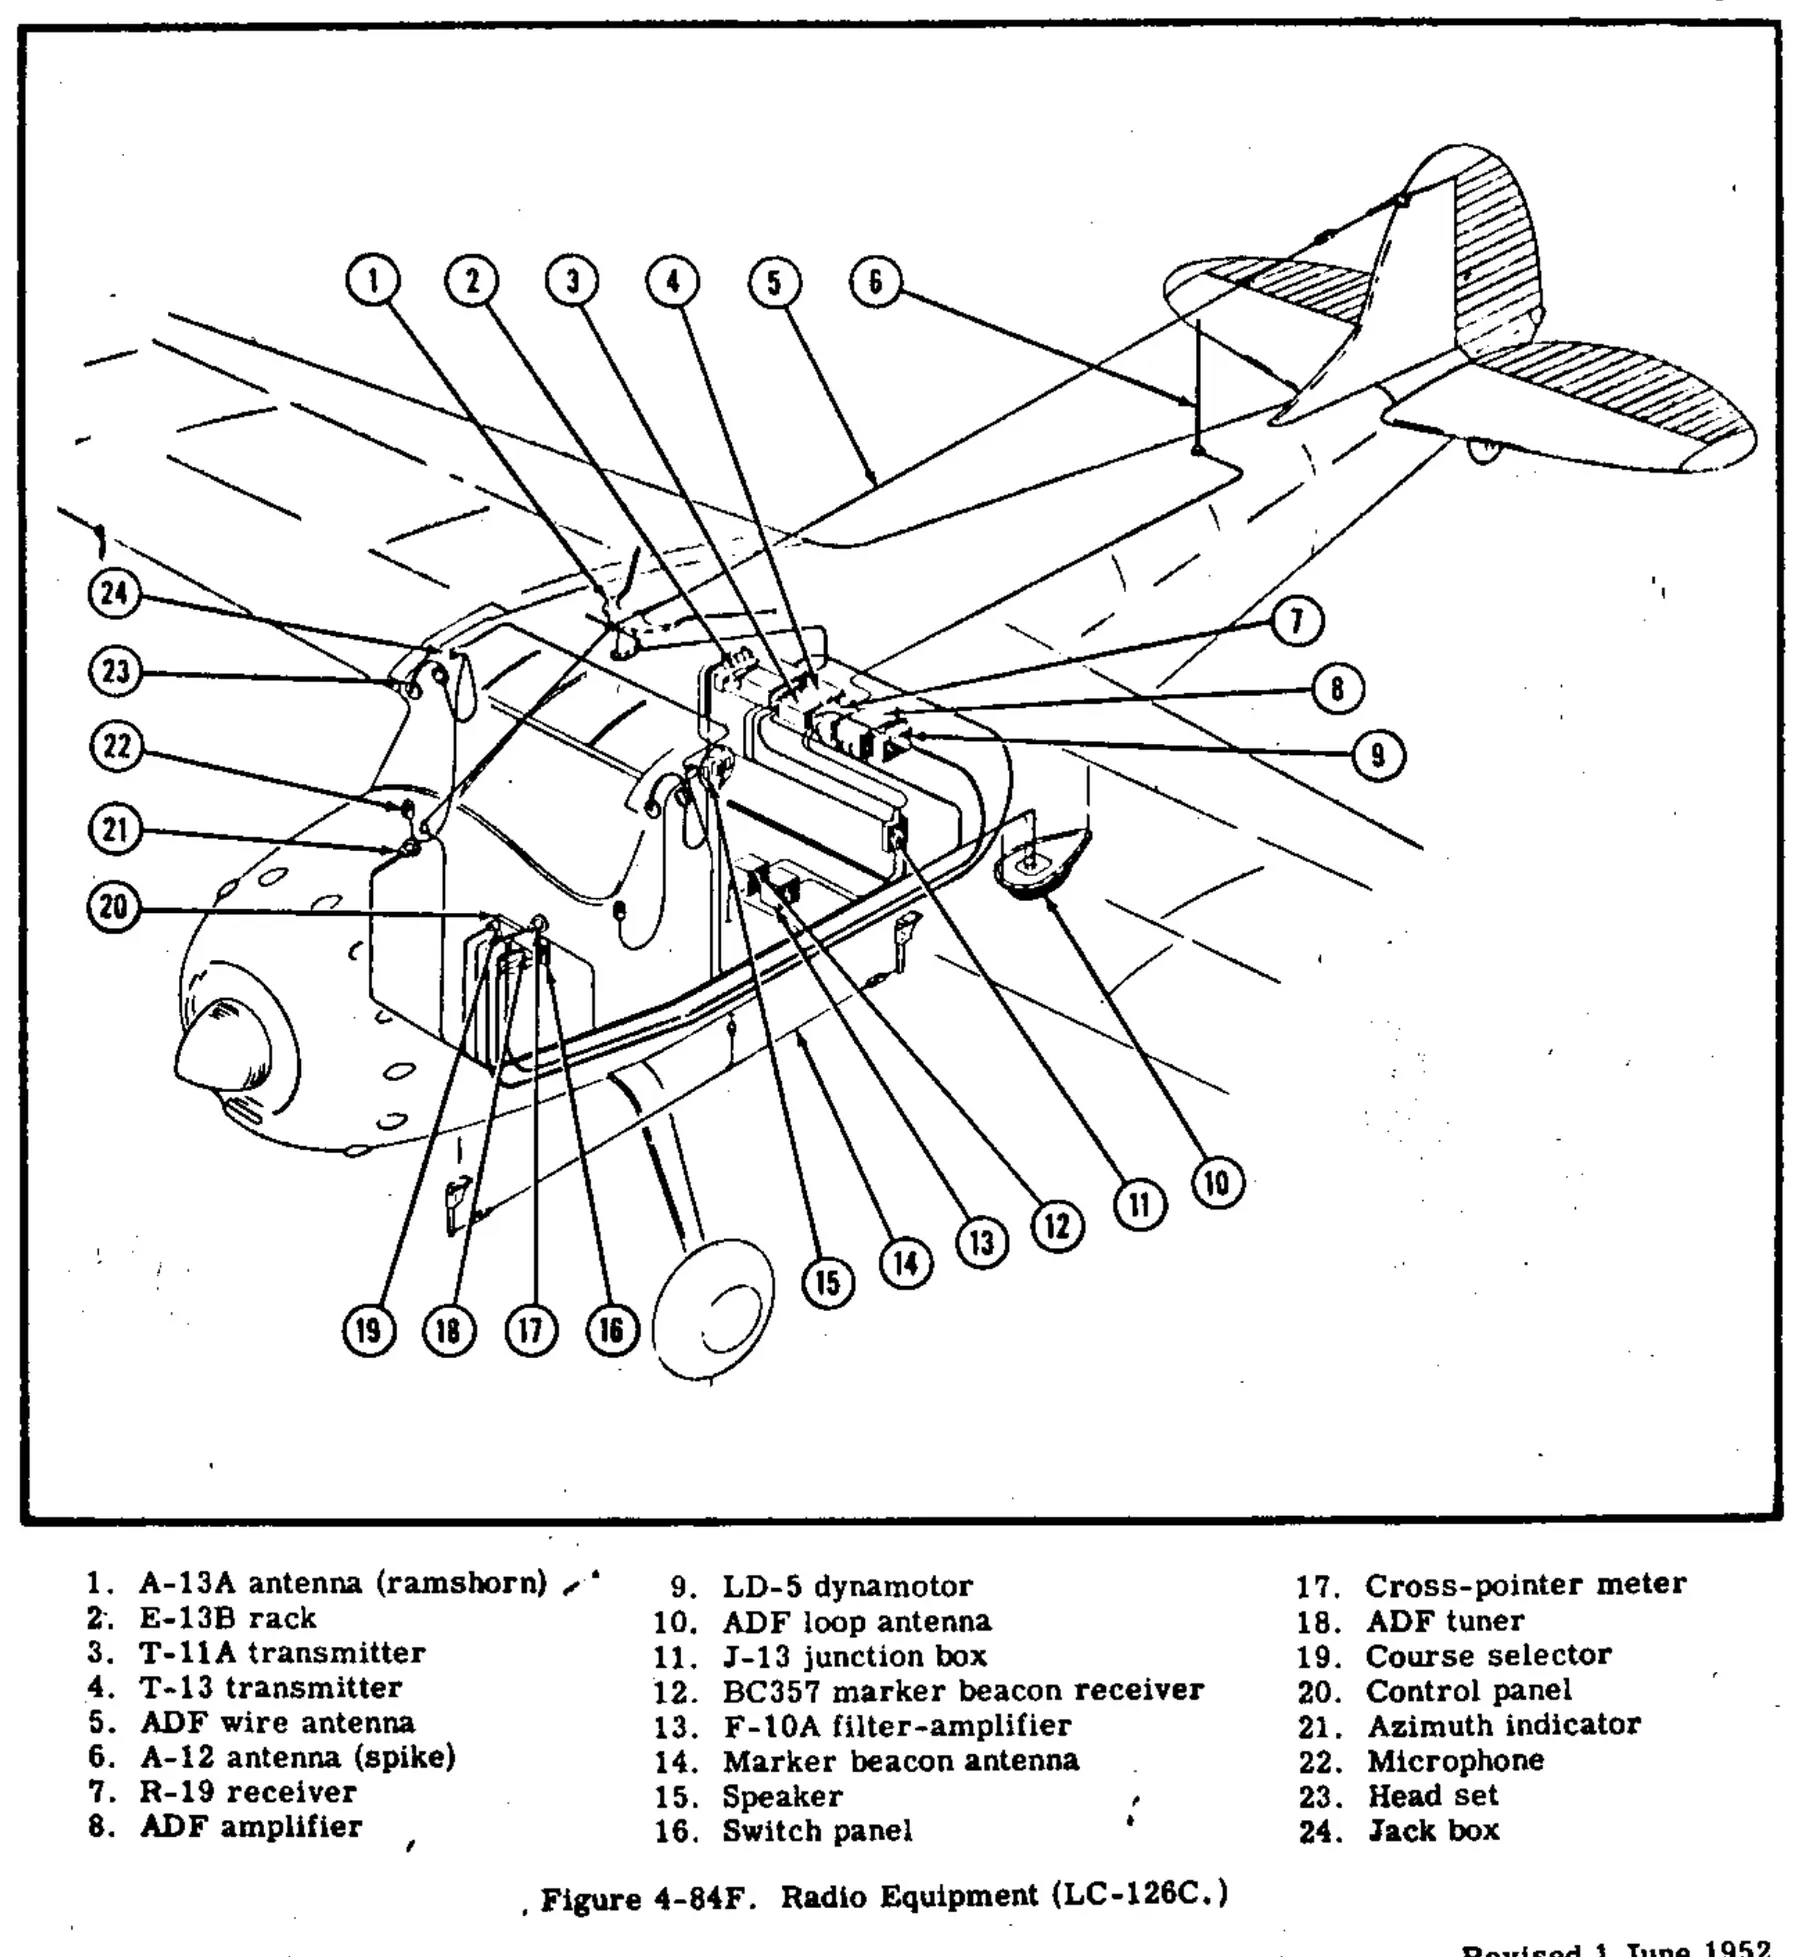 1 2 3 4 5 6
24
23
22
21
20
7
8
9
10
11
12
13
14
15
16
17
18
19
1. A-13A antenna (ramshorn)
2. E-13B rack
3. T-11A transmitter
4. T-13 transmitter
5. ADF wire antenna
6. A-12 antenna (spike)
7. R-19 receiver
8. ADF amplifier
9. LD-5 dynamotor
10. ADF loop antenna
11. J-13 junction box
12. BC357 marker beacon receiver
13. F-10A filter-amplifier
14. Marker beacon antenna
15. Speaker
16. Switch panel
17. Cross-pointer meter
18. ADF tuner
19. Course selector
20. Control panel
21. Azimuth indicator
22. Microphone
23. Head set
24. Jack box
Figure 4-84F. Radio Equipment (LC-126C.)
Revised 1 June 1952